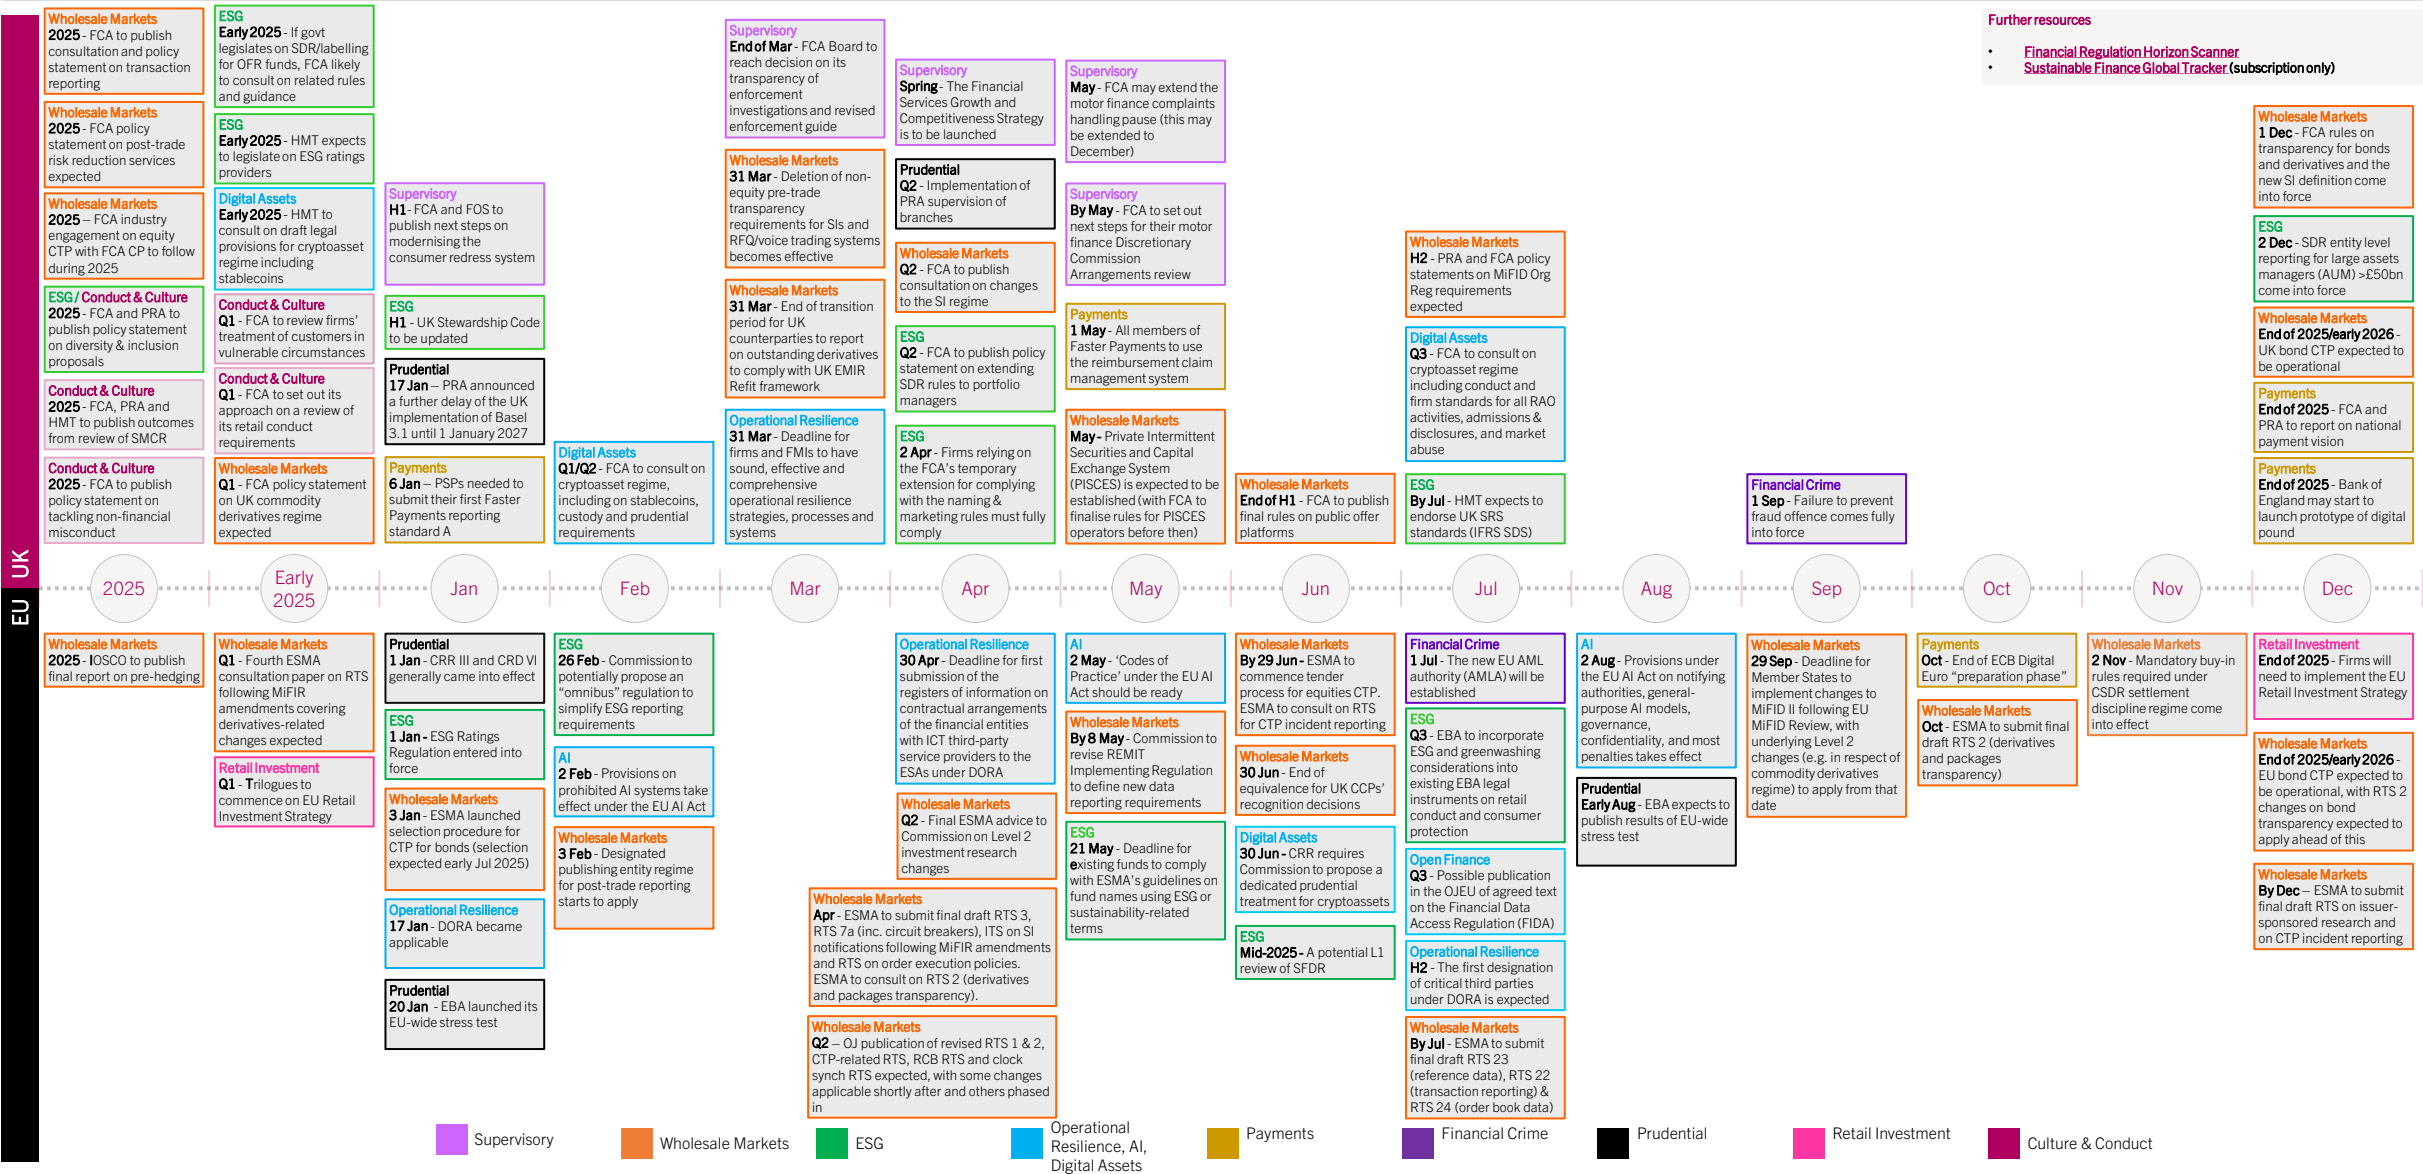 Further resources
• Financial Regulation Horizon Scanner
• Sustainable Finance Global Tracker (subscription only)
UK
Wholesale Markets
2025 - FCA to publish
consultation and policy
statement on transaction
reporting
Wholesale Markets
2025 - FCA policy
statement on post-trade
risk reduction services
expected
Wholesale Markets
2025 – FCA industry
engagement on equity
CTP with FCA CP to follow
during 2025
ESG / Conduct & Culture
2025 - FCA and PRA to
publish policy statement
on diversity & inclusion
proposals
Conduct & Culture
2025 - FCA, PRA and
HMT to publish outcomes
from review of SMCR
Conduct & Culture
2025 - FCA to publish
policy statement on
tackling non-financial
misconduct
ESG
Early 2025 - If govt
legislates on SDR/labelling
for OFR funds, FCA likely
to consult on related rules
and guidance
ESG
Early 2025 - HMT expects
to legislate on ESG ratings
providers
Digital Assets
Early 2025 - HMT to
consult on draft legal
provisions for cryptoasset
regime including
stablecoins
Conduct & Culture
Q1 - FCA to review firms'
treatment of customers in
vulnerable circumstances
Conduct & Culture
Q1 - FCA to set out its
approach on a review of
its retail conduct
requirements
Wholesale Markets
Q1 - FCA policy statement
on UK commodity
derivatives regime
expected
Supervisory
H1- FCA and FOS to
publish next steps on
modernising the
consumer redress system
ESG
H1 - UK Stewardship Code
to be updated
Prudential
17 Jan – PRA announced
a further delay of the UK
implementation of Basel
3.1 until 1 January 2027
Payments
6 Jan – PSPs needed to
submit their first Faster
Payments reporting
standard A
Digital Assets
Q1/Q2 - FCA to consult on
cryptoasset regime,
including on stablecoins,
custody and prudential
requirements
Supervisory
End of Mar - FCA Board to
reach decision on its
transparency of
enforcement
investigations and revised
enforcement guide
Wholesale Markets
31 Mar - Deletion of non-
equity pre-trade
transparency
requirements for SIs and
RFQ/voice trading systems
becomes effective
Wholesale Markets
31 Mar - End of transition
period for UK
counterparties to report
on outstanding derivatives
to comply with UK EMIR
Refit framework
Operational Resilience
31 Mar - Deadline for
firms and FMIs to have
sound, effective and
comprehensive
operational resilience
strategies, processes and
systems
Supervisory
Spring - The Financial
Services Growth and
Competitiveness Strategy
is to be launched
Prudential
Q2 - Implementation of
PRA supervision of
branches
Wholesale Markets
Q2 - FCA to publish
consultation on changes
to the SI regime
ESG
Q2 - FCA to publish policy
statement on extending
SDR rules to portfolio
managers
ESG
2 Apr - Firms relying on
the FCA's temporary
extension for complying
with the naming &
marketing rules must fully
comply
Supervisory
May - FCA may extend the
motor finance complaints
handling pause (this may
be extended to
December)
Supervisory
By May - FCA to set out
next steps for their motor
finance Discretionary
Commission
Arrangements review
Payments
1 May - All members of
Faster Payments to use
the reimbursement claim
management system
Wholesale Markets
May - Private Intermittent
Securities and Capital
Exchange System
(PISCES) is expected to be
established (with FCA to
finalise rules for PISCES
operators before then)
Wholesale Markets
End of H1 - FCA to publish
final rules on public offer
platforms
Wholesale Markets
H2 - PRA and FCA policy
statements on MiFID Org
Reg requirements
expected
Digital Assets
Q3 - FCA to consult on
cryptoasset regime
including conduct and
firm standards for all RAO
activities, admissions &
disclosures, and market
abuse
ESG
By Jul - HMT expects to
endorse UK SRS
standards (IFRS SDS)
Financial Crime
1 Sep - Failure to prevent
fraud offence comes fully
into force
Wholesale Markets
1 Dec - FCA rules on
transparency for bonds
and derivatives and the
new SI definition come
into force
ESG
2 Dec - SDR entity level
reporting for large assets
managers (AUM) >£50bn
come into force
Wholesale Markets
End of 2025/early 2026 -
UK bond CTP expected to
be operational
Payments
End of 2025 - FCA and
PRA to report on national
payment vision
Payments
End of 2025 - Bank of
England may start to
launch prototype of digital
pound
2025
Early
2025
Jan
Feb
Mar
Apr
May
Jun
Jul
Aug
Sep
Oct
Nov
Dec
EU
Wholesale Markets
2025 - IOSCO to publish
final report on pre-hedging
Wholesale Markets
Q1 - Fourth ESMA
consultation paper on RTS
following MiFIR
amendments covering
derivatives-related
changes expected
Retail Investment
Q1 - Trilogues to
commence on EU Retail
Investment Strategy
Prudential
1 Jan - CRR III and CRD VI
generally came into effect
ESG
1 Jan - ESG Ratings
Regulation entered into
force
Wholesale Markets
3 Jan - ESMA launched
selection procedure for
CTP for bonds (selection
expected early Jul 2025)
Operational Resilience
17 Jan - DORA became
applicable
Prudential
20 Jan - EBA launched its
EU-wide stress test
ESG
26 Feb - Commission to
potentially propose an
“omnibus” regulation to
simplify ESG reporting
requirements
AI
2 Feb - Provisions on
prohibited AI systems take
effect under the EU AI Act
Wholesale Markets
3 Feb - Designated
publishing entity regime
for post-trade reporting
starts to apply
Operational Resilience
30 Apr - Deadline for first
submission of the
registers of information on
contractual arrangements
of the financial entities
with ICT third-party
service providers to the
ESAs under DORA
Wholesale Markets
Q2 - Final ESMA advice to
Commission on Level 2
investment research
changes
Wholesale Markets
Apr - ESMA to submit final draft RTS 3,
RTS 7a (inc. circuit breakers), ITS on SI
notifications following MiFIR amendments
and RTS on order execution policies.
ESMA to consult on RTS 2 (derivatives
and packages transparency).
Wholesale Markets
Q2 – OJ publication of revised RTS 1 & 2,
CTP-related RTS, RCB RTS and clock
synch RTS expected, with some changes
applicable shortly after and others phased
in
AI
2 May - ‘Codes of
Practice’ under the EU AI
Act should be ready
Wholesale Markets
By 8 May - Commission to
revise REMIT
Implementing Regulation
to define new data
reporting requirements
ESG
21 May - Deadline for
existing funds to comply
with ESMA's guidelines on
fund names using ESG or
sustainability-related
terms
Wholesale Markets
By 29 Jun - ESMA to
commence tender
process for equities CTP.
ESMA to consult on RTS
for CTP incident reporting
Wholesale Markets
30 Jun - End of
equivalence for UK CCPs'
recognition decisions
Digital Assets
30 Jun - CRR requires
Commission to propose a
dedicated prudential
treatment for cryptoassets
ESG
Mid-2025 - A potential L1
review of SFDR
Financial Crime
1 Jul - The new EU AML
authority (AMLA) will be
established
ESG
Q3 - EBA to incorporate
ESG and greenwashing
considerations into
existing EBA legal
instruments on retail
conduct and consumer
protection
Open Finance
Q3 - Possible publication
in the OJEU of agreed text
on the Financial Data
Access Regulation (FIDA)
Operational Resilience
H2 - The first designation
of critical third parties
under DORA is expected
Wholesale Markets
By Jul - ESMA to submit
final draft RTS 23
(reference data), RTS 22
(transaction reporting) &
RTS 24 (order book data)
AI
2 Aug - Provisions under
the EU AI Act on notifying
authorities, general-
purpose AI models,
governance,
confidentiality, and most
penalties takes effect
Prudential
Early Aug - EBA expects to
publish results of EU-wide
stress test
Wholesale Markets
29 Sep - Deadline for
Member States to
implement changes to
MiFID II following EU
MiFID Review, with
underlying Level 2
changes (e.g. in respect of
commodity derivatives
regime) to apply from that
date
Payments
Oct - End of ECB Digital
Euro “preparation phase”
Wholesale Markets
Oct - ESMA to submit final
draft RTS 2 (derivatives
and packages
transparency)
Wholesale Markets
2 Nov - Mandatory buy-in
rules required under
CSDR settlement
discipline regime come
into effect
Retail Investment
End of 2025 - Firms will
need to implement the EU
Retail Investment Strategy
Wholesale Markets
End of 2025/early 2026 -
EU bond CTP expected to
be operational, with RTS 2
changes on bond
transparency expected to
apply ahead of this
Wholesale Markets
By Dec – ESMA to submit
final draft RTS on issuer-
sponsored research and
on CTP incident reporting
Supervisory
Wholesale Markets
ESG
Operational
Resilience, AI,
Digital Assets
Payments
Financial Crime
Prudential
Retail Investment
Culture & Conduct